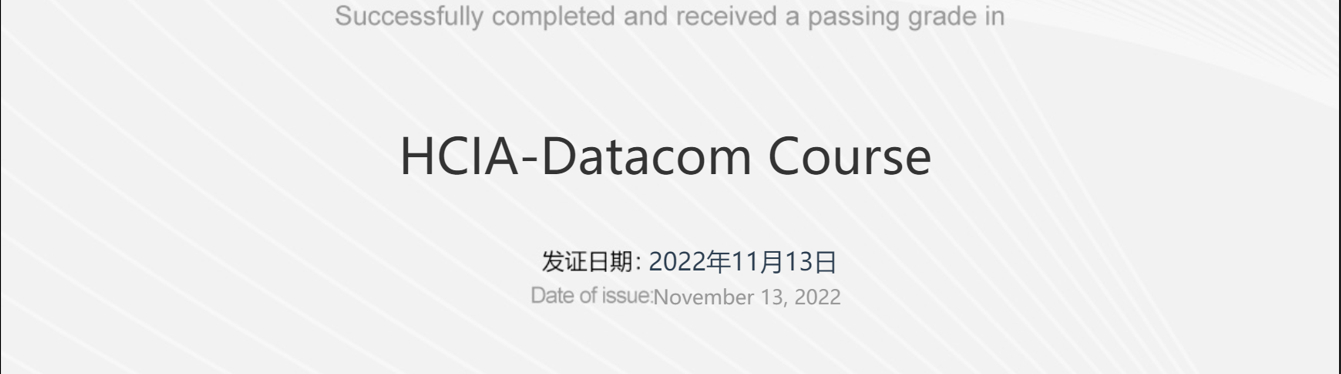 Successfully completed and received a passing grade in
HCIA-Datacom Course
发证日期：2022年11月13日
Date of issue:November 13, 2022